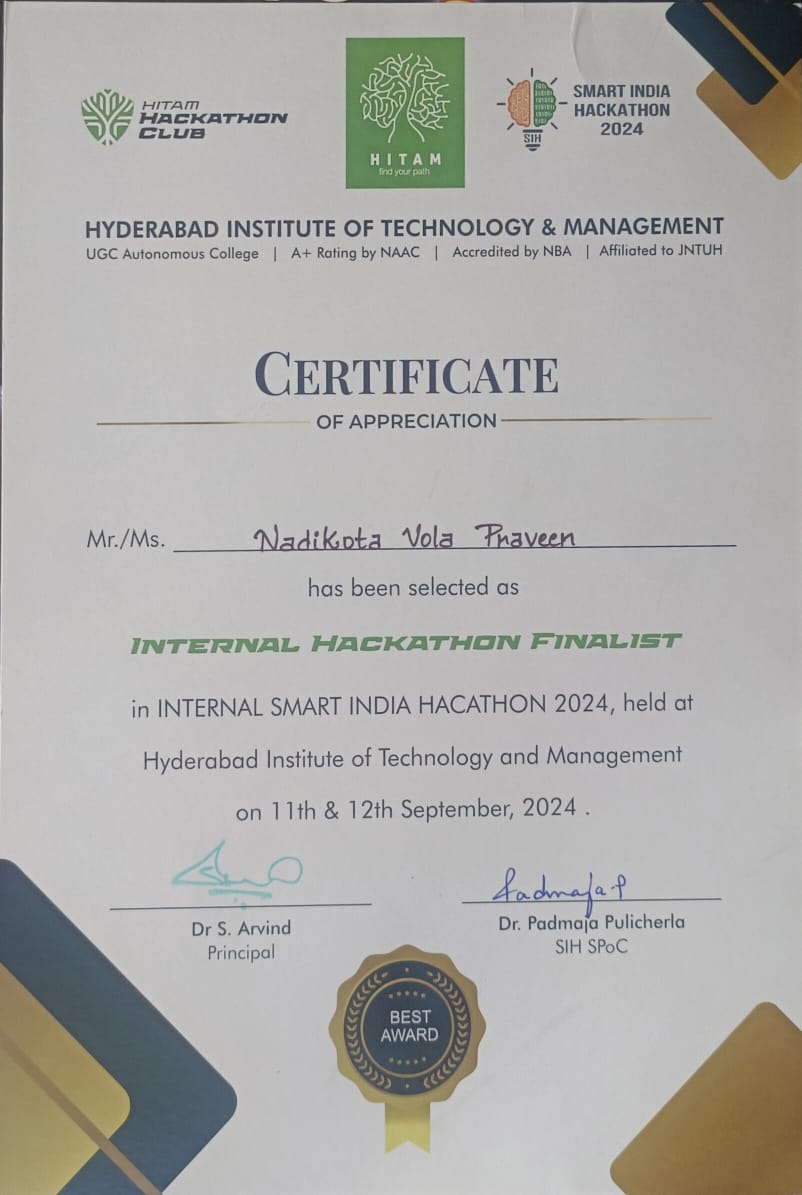 HITAM
HACKATHON
CLUB
HITAM
find your path
SIH
SMART INDIA
HACKATHON
2024
HYDERABAD INSTITUTE OF TECHNOLOGY & MANAGEMENT
UGC Autonomous College | A+ Rating by NAAC | Accredited by NBA | Affiliated to JNTUH
CERTIFICATE
OF APPRECIATION
Mr./Ms. Nadikota Vola Praveen
has been selected as
INTERNAL HACKATHON FINALIST
in INTERNAL SMART INDIA HACATHON 2024, held at
Hyderabad Institute of Technology and Management
on 11th & 12th September, 2024 .
Padmaja P
Dr S. Arvind
Principal
Dr. Padmaja Pulicherla
SIH SPoC
BEST
AWARD